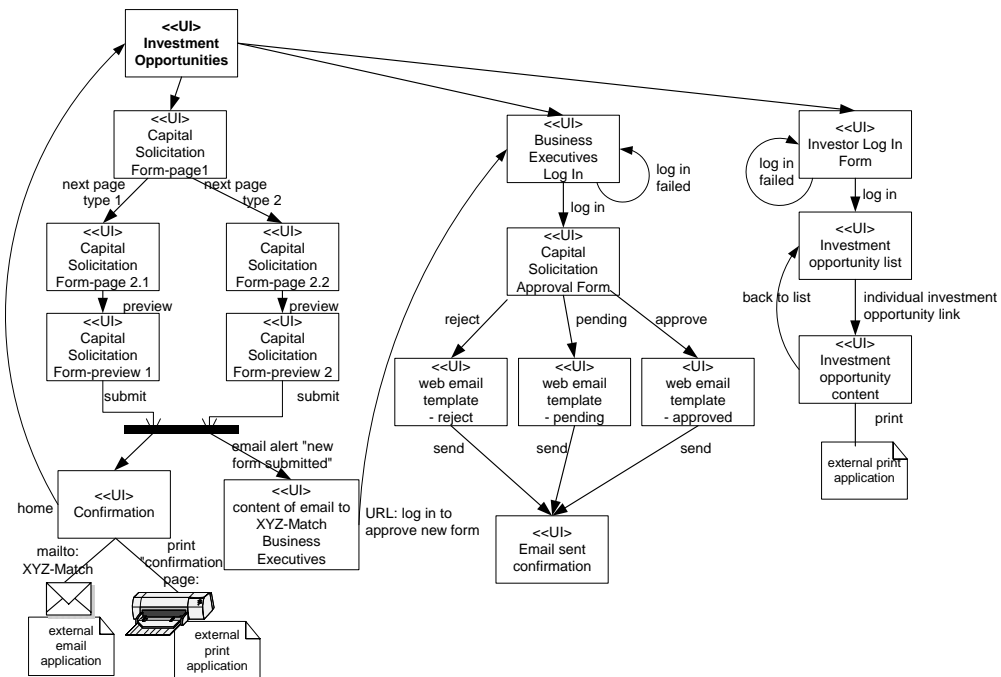 <<UI>
Investment
Opportunities
<<UI>
Capital
Solicitation
Form-page1
next page
type 1
next page
type 2
<<UI>
Capital
Solicitation
Form-page 2.1
<<UI>
Capital
Solicitation
Form-page 2.2
preview
preview
<<UI>
Capital
Solicitation
Form-preview 1
<<UI>
Capital
Solicitation
Form-preview 2
submit
submit
email alert "new
form submitted"
<<UI>
Confirmation
home
<<UI>
content of email to
XYZ-Match
Business
Executives
URL: log in to
approve new form
mailto:
XYZ-Match
print
"confirmation
page:
external
email
application
external
print
application
<<UI>
Business
Executives
Log In
log in
failed
log in
<<UI>
Capital
Solicitation
Approval Form
reject
pending
approve
<<UI>
web email
template
- reject
<<UI>
web email
template
- pending
<<UI>
web email
template
- approved
send
send
send
<<UI>
Email sent
confirmation
<<UI>
Investor Log In
Form
log in
failed
log in
<<UI>
Investment
opportunity list
back to list
individual investment
opportunity link
<<UI>
Investment
opportunity
content
print
external print
application